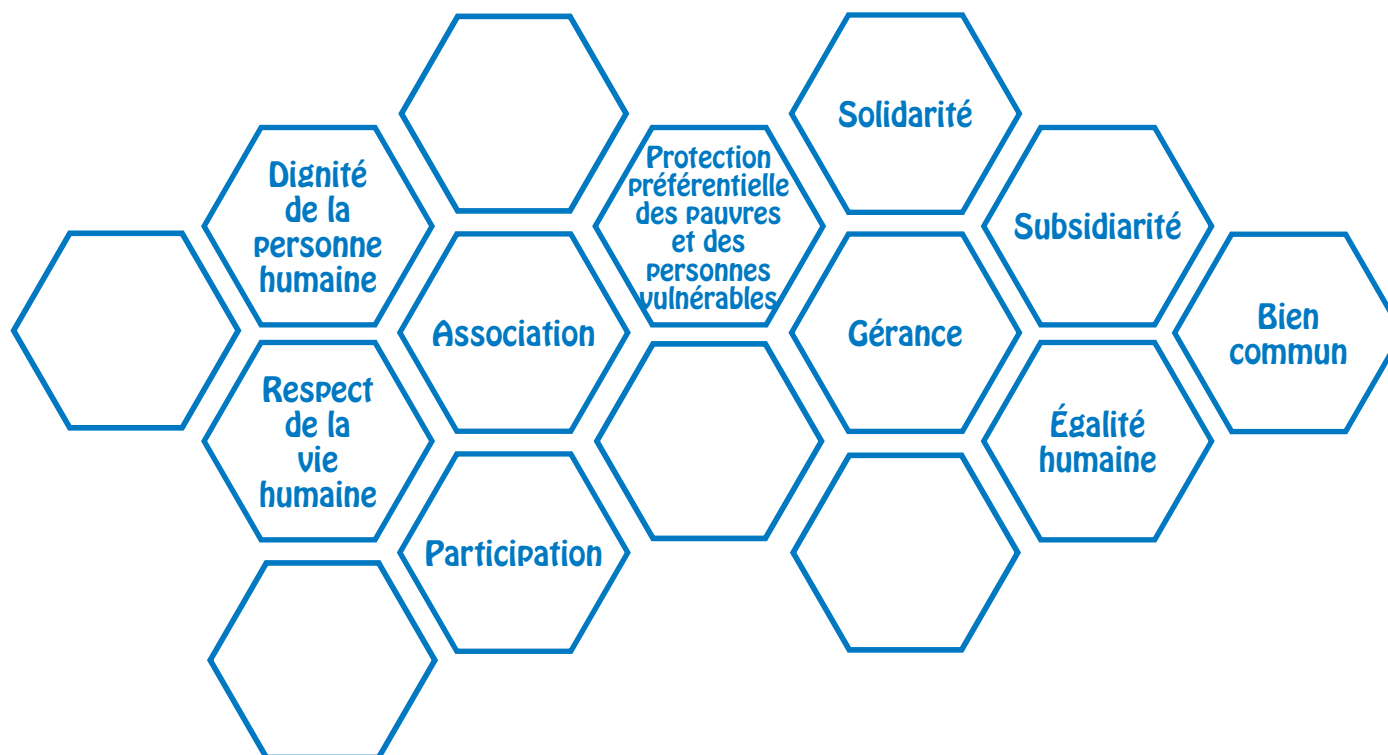 Solidarité
Protection
préférentielle
des pauvres
et des
personnes
vulnérables
Dignité
de la
personne
humaine
Subsidiarité
Association
Gérance
Bien
commun
Respect
de la
vie
humaine
Égalité
humaine
Participation